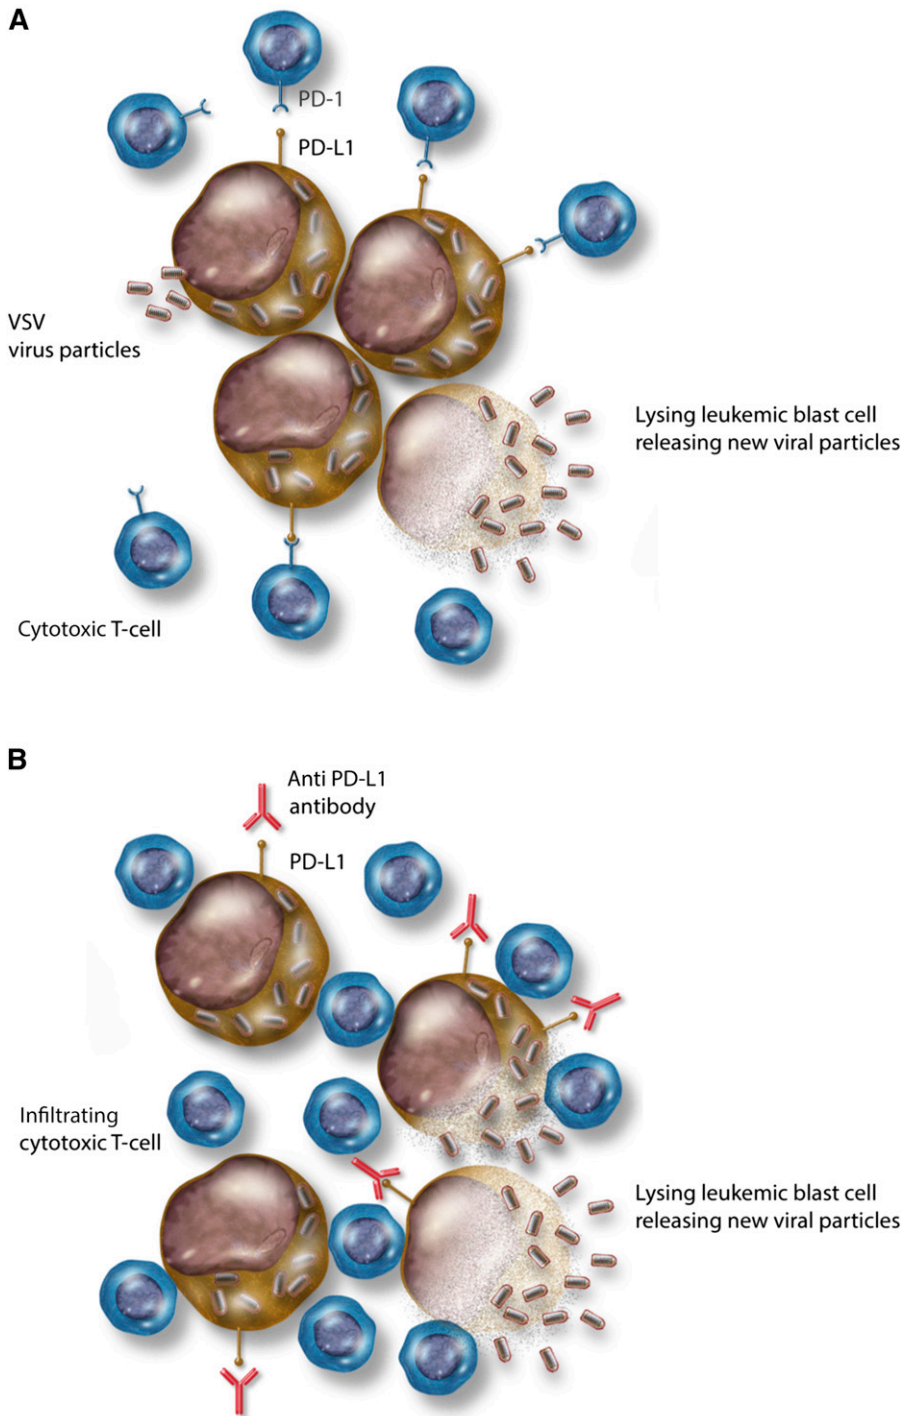 A
PD-1
PD-L1
VSV
virus particles
Lysing leukemic blast cell
releasing new viral particles
Cytotoxic T-cell
B
Anti PD-L1
antibody
PD-L1
Infiltrating
cytotoxic T-cell
Lysing leukemic blast cell
releasing new viral particles